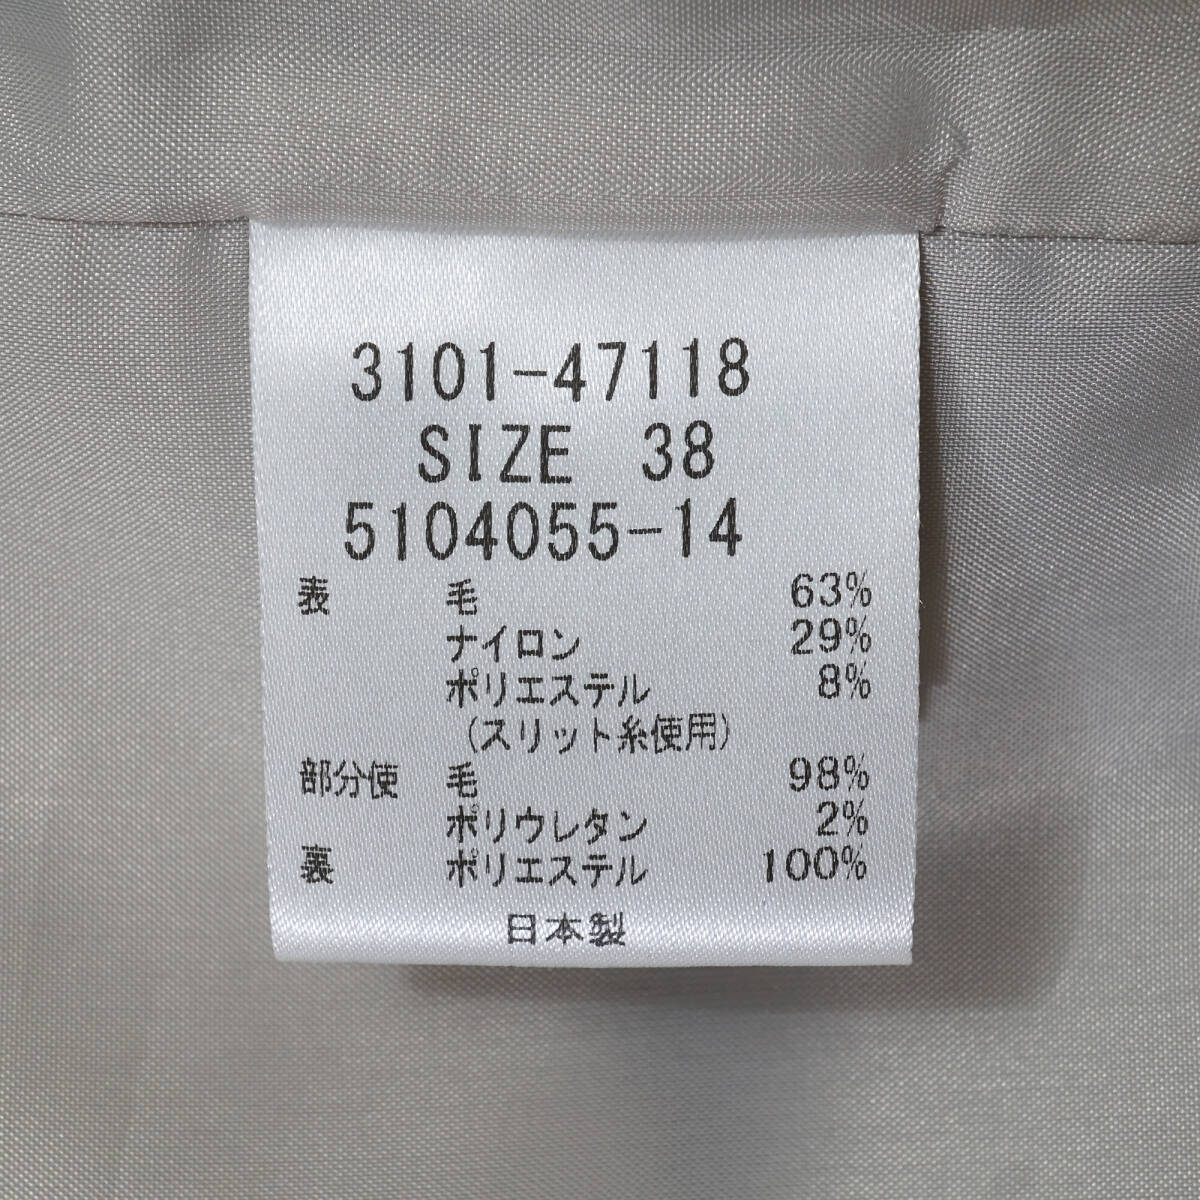 3101-47118
SIZE 38
5104055-14
表 毛 63%
ナイロン 29%
ポリエステル 8%
(スリット糸使用)
部分使 毛 98%
ポリウレタン 2%
裏 ポリエステル 100%
日本製